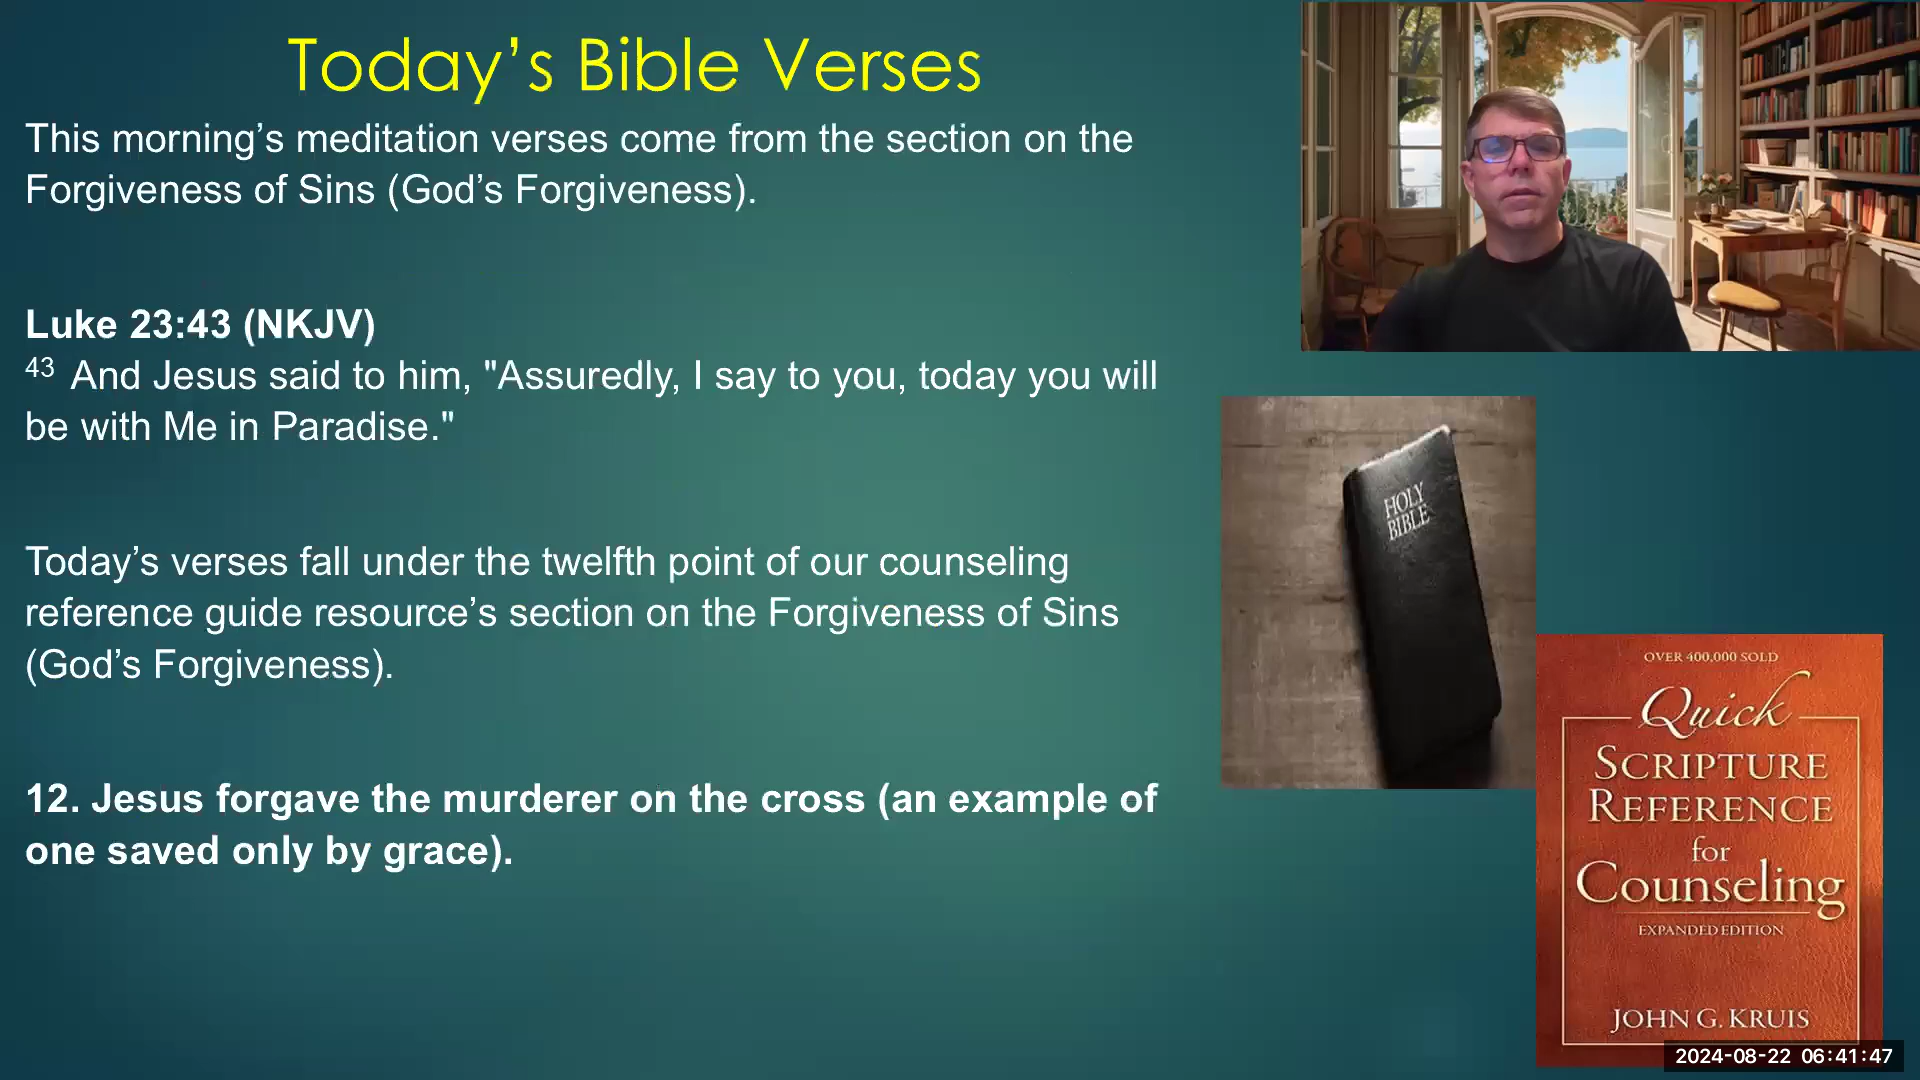 Today’s Bible Verses
This morning’s meditation verses come from the section on the
Forgiveness of Sins (God’s Forgiveness).
Luke 23:43 (NKJV)
43 And Jesus said to him, "Assuredly, I say to you, today you will
be with Me in Paradise."
Today’s verses fall under the twelfth point of our counseling
reference guide resource’s section on the Forgiveness of Sins
(God’s Forgiveness).
12. Jesus forgave the murderer on the cross (an example of
one saved only by grace).
HOLY
BIBLE
OVER 400,000 SOLD
Quick
SCRIPTURE
REFERENCE
for
Counseling
EXPANDED EDITION
JOHN G. KRUIS
2024-08-22 06:41:47